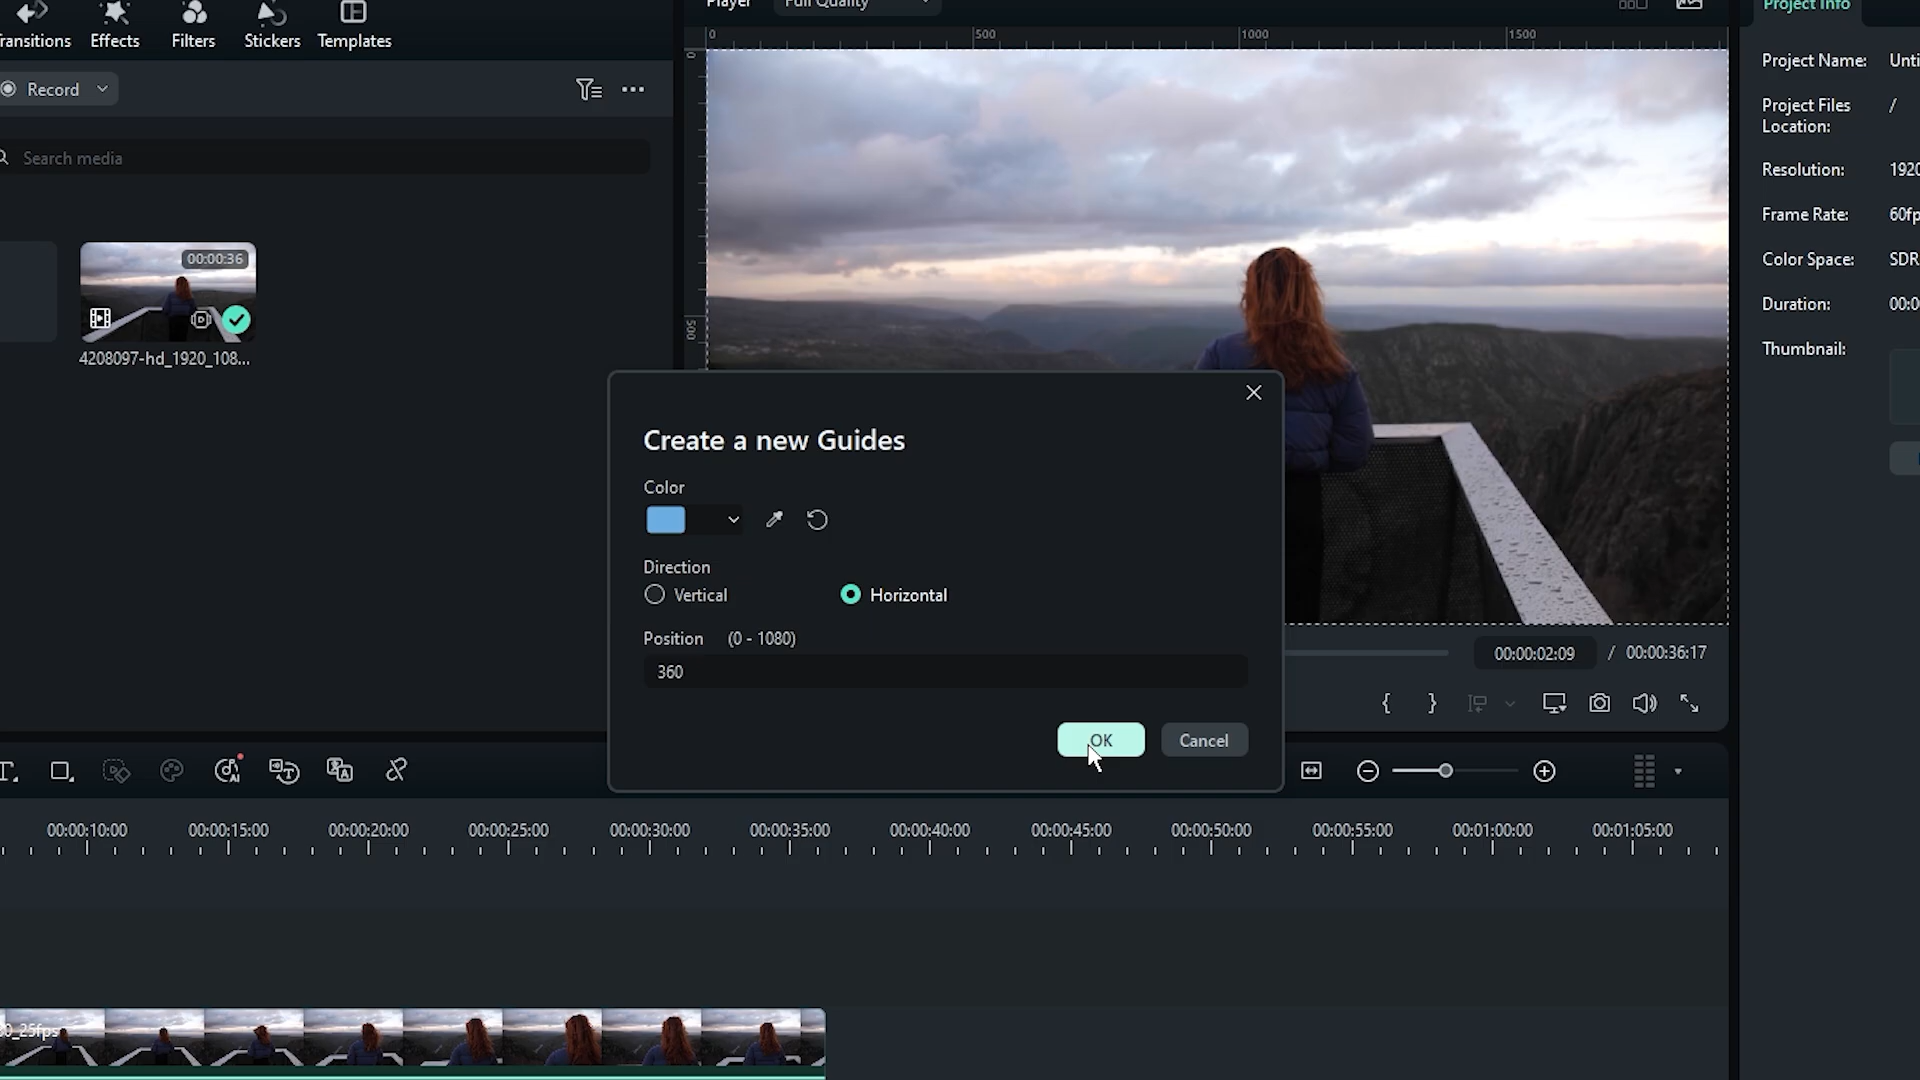 Player
Full Quality
Project Info
ransitions
Effects
Filters
Stickers
Templates
Record
Search media
00:00:36
4208097-hd_1920_108...
0
500
1000
1500
0
500
Project Name:
Unti
Project Files
Location:
/
Resolution:
1920
Frame Rate:
60fp
Color Space:
SDR
Duration:
00:0
Thumbnail:
Create a new Guides
Color
Direction
Vertical
Horizontal
Position (0 - 1080)
360
OK
Cancel
00:00:02:09 / 00:00:36:17
00:00:10:00
00:00:15:00
00:00:20:00
00:00:25:00
00:00:30:00
00:00:35:00
00:00:40:00
00:00:45:00
00:00:50:00
00:00:55:00
00:01:00:00
00:01:05:00
0_25fps